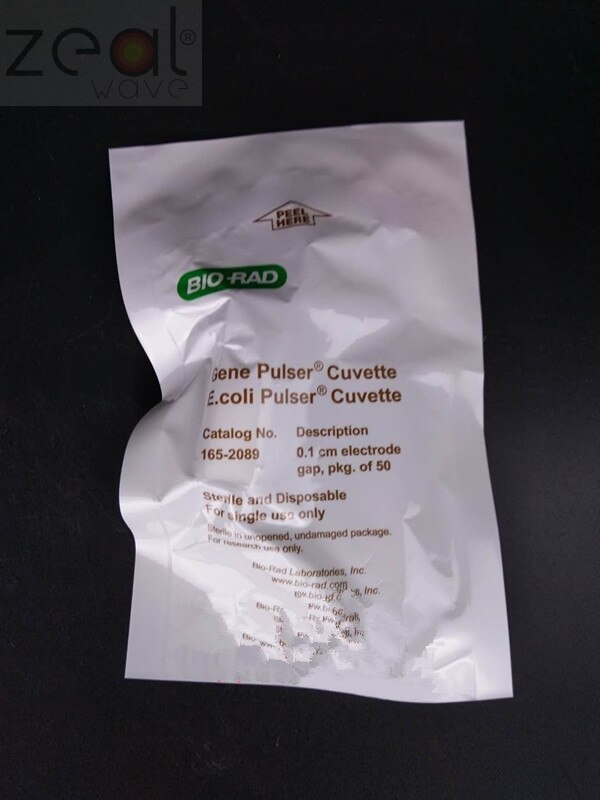 zeal®
wave
PEEL
HERE
BIO-RAD
Gene Pulser® Cuvette
E.coli Pulser® Cuvette
Catalog No. Description
165-2089 0.1 cm electrode
gap, pkg. of 50
Sterile and Disposable
For single use only
Sterile in unopened, undamaged package.
For research use only.
Bio-Rad Laboratories, Inc.
www.bio-rad.com
Inc.